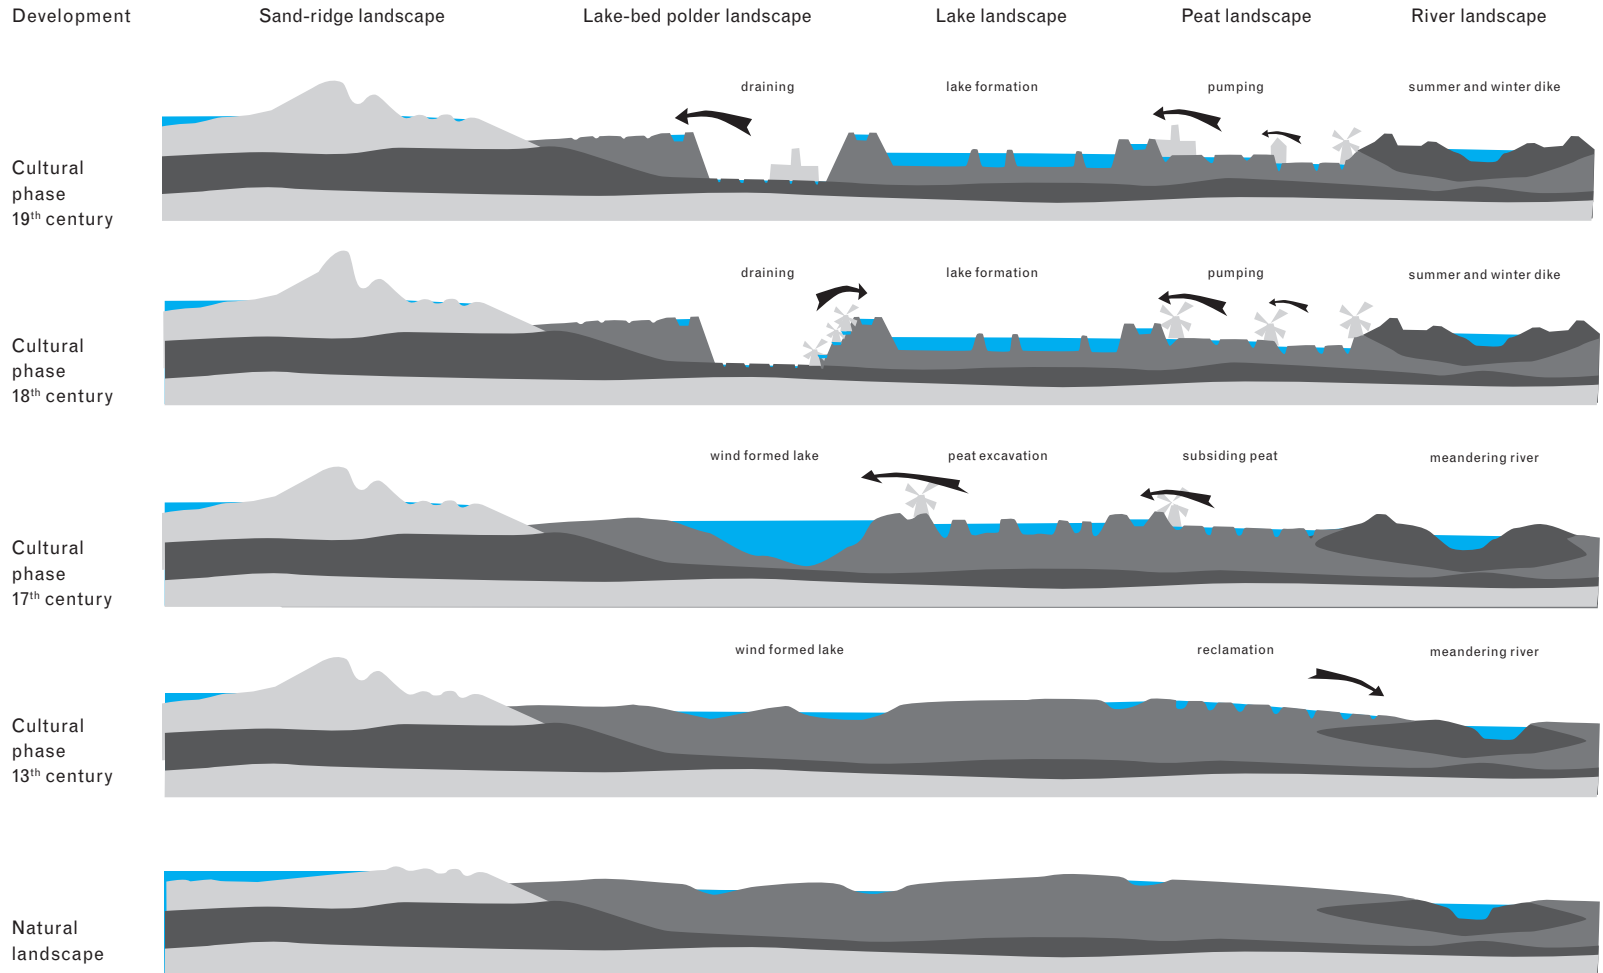 Development Sand-ridge landscape Lake-bed polder landscape Lake landscape Peat landscape River landscape
draining lake formation pumping summer and winter dike
Cultural
phase
19th century
draining lake formation pumping summer and winter dike
Cultural
phase
18th century
wind formed lake peat excavation subsiding peat meandering river
Cultural
phase
17th century
wind formed lake reclamation meandering river
Cultural
phase
13th century
Natural
landscape